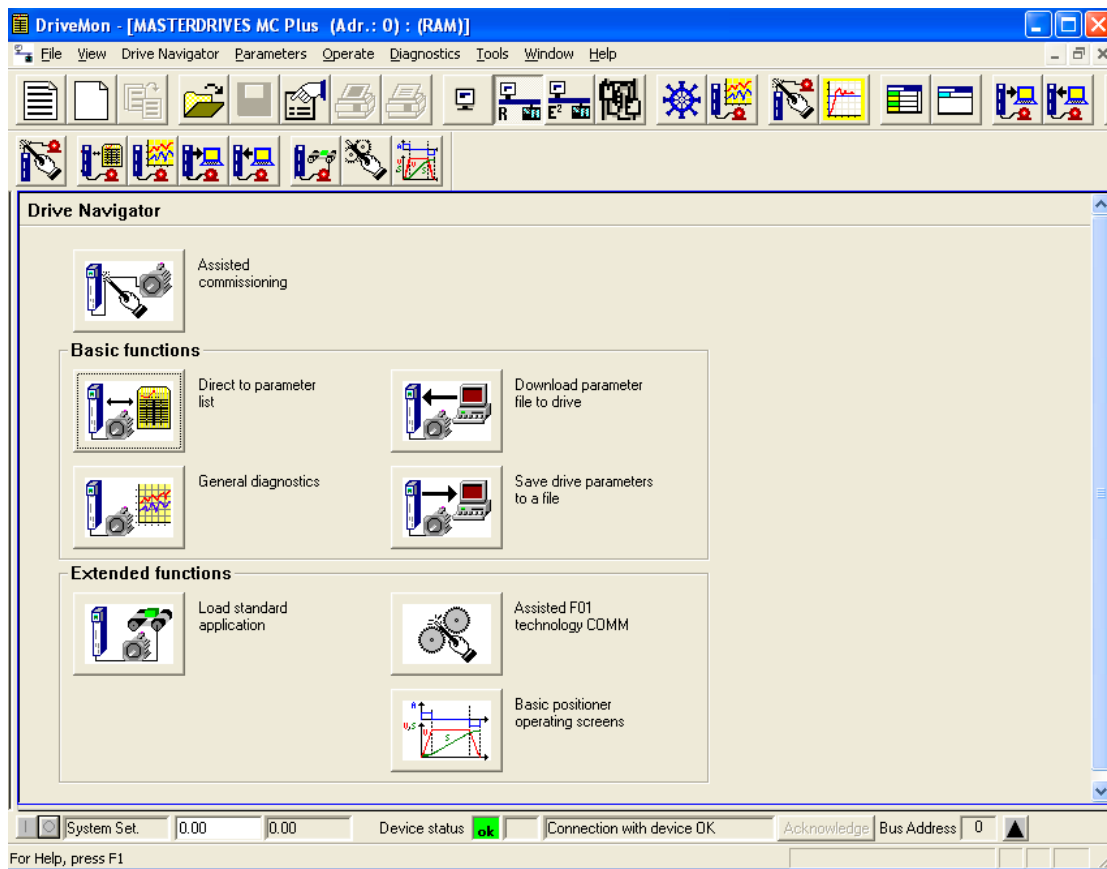 DriveMon - [MASTERDRIVES MC Plus (Adr.: 0) : (RAM)]
File View Drive Navigator Parameters Operate Diagnostics Tools Window Help
R E²
Drive Navigator
Assisted
commissioning
Basic functions
Direct to parameter
list
Download parameter
file to drive
General diagnostics
Save drive parameters
to a file
Extended functions
Load standard
application
Assisted F01
technology COMM
Basic positioner
operating screens
A
U,S
U
S
System Set. 0.00 0.00 Device status ok Connection with device OK Acknowledge Bus Address 0
For Help, press F1